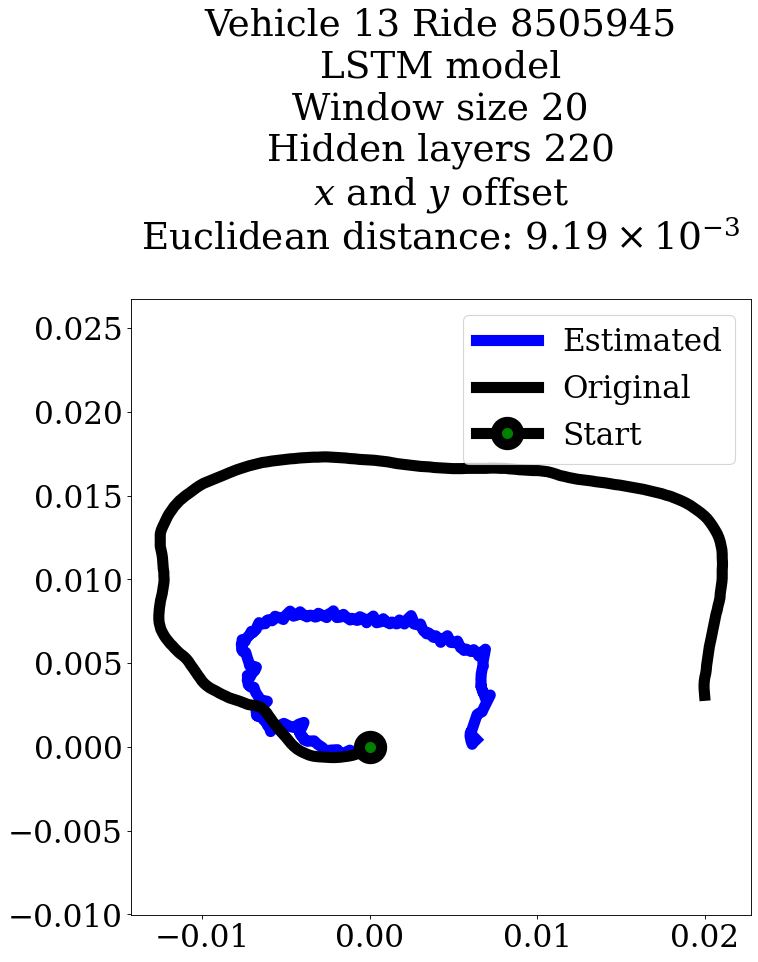 Vehicle 13 Ride 8505945
LSTM model
Window size 20
Hidden layers 220
x and y offset
Euclidean distance: 9.19 × 10⁻³
Estimated
Original
Start
0.025
0.020
0.015
0.010
0.005
0.000
−0.005
−0.010
−0.01 0.00 0.01 0.02